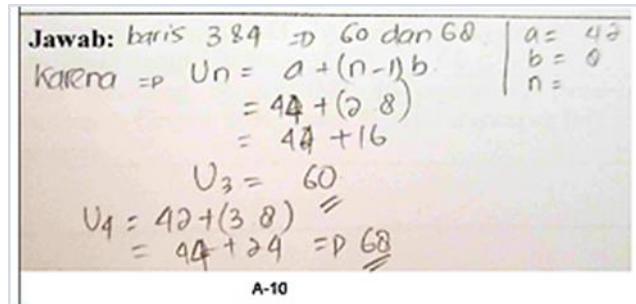 Jawab: baris 3 & 4 => 60 dan 68
a = 42
b = 8
n =
Karena => Un = a + (n-1) b.
= 44 + (2.8)
= 44 + 16
U3 = 60
U4 = 42 + (3.8)
= 44 + 24 => 68
A-10